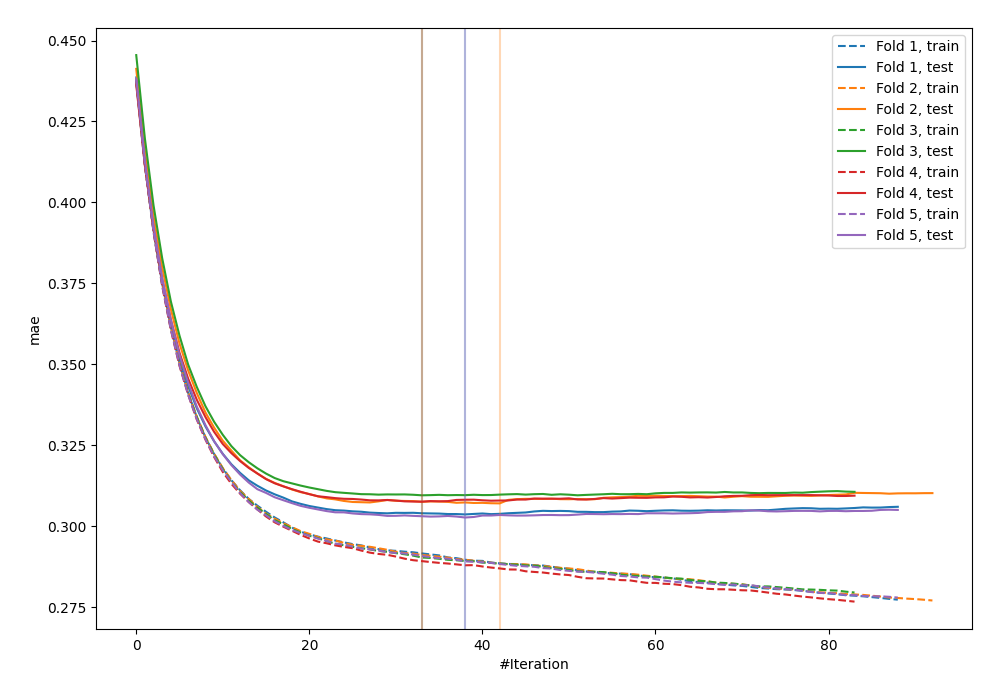 0.450
0.425
0.400
0.375
0.350
0.325
0.300
0.275
mae
0
20
40
60
80
#Iteration
Fold 1, train
Fold 1, test
Fold 2, train
Fold 2, test
Fold 3, train
Fold 3, test
Fold 4, train
Fold 4, test
Fold 5, train
Fold 5, test